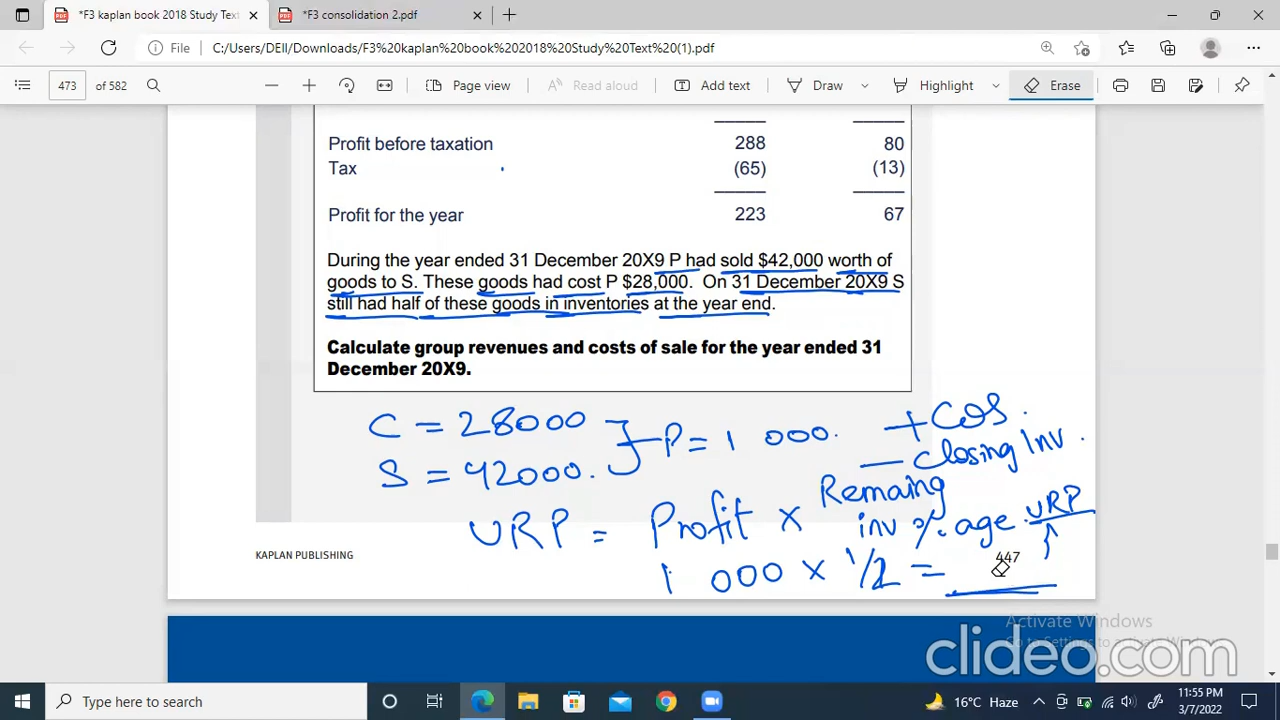 *F3 kaplan book 2018 Study Text
*F3 consolidation 2.pdf
File C:/Users/DEll/Downloads/F3%20kaplan%20book%202018%20Study%20Text%20(1).pdf
473 of 582 Page view Read aloud Add text Draw Highlight Erase
Profit before taxation 288 80
Tax (65) (13)
Profit for the year 223 67
During the year ended 31 December 20X9 P had sold $42,000 worth of
goods to S. These goods had cost P $28,000. On 31 December 20X9 S
still had half of these goods in inventories at the year end.
Calculate group revenues and costs of sale for the year ended 31
December 20X9.
C = 28000
S = 42000.
P = 1 000.
+ COS.
— Closing Inv.
URP = Profit x Remaing
inv %age
URP
1 000 x 1/2 =
KAPLAN PUBLISHING 447
Activate Windows
Go to Settings to activate Windows.
clideo.com
Type here to search
16°C Haze
11:55 PM
3/7/2022